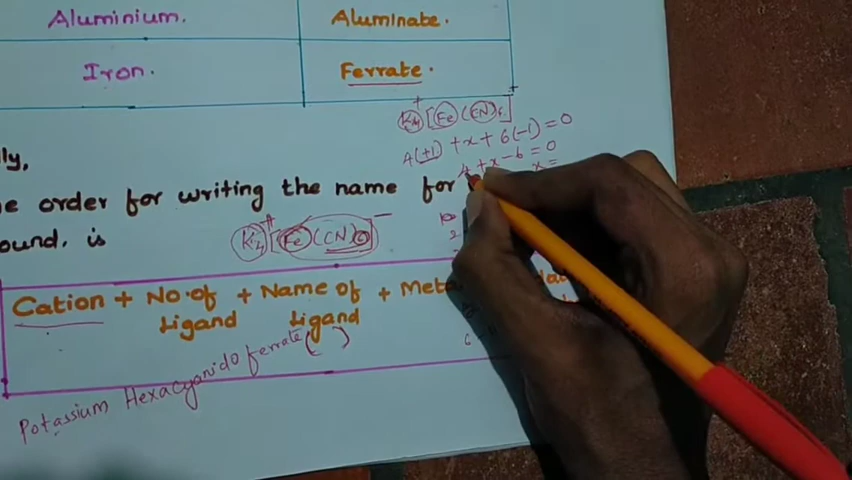 Aluminium. Aluminate.
Iron. Ferrate.
K4 [Fe (CN)6]
4(+1) +x+ 6(-1) = 0
4+x-6 = 0
x =
ly,
e order for writing the name for
ound. is
K4 [Fe (CN)6]
Cation + No.of Ligand + Name of Ligand + Meta
Potassium Hexacyanido ferrate ( )